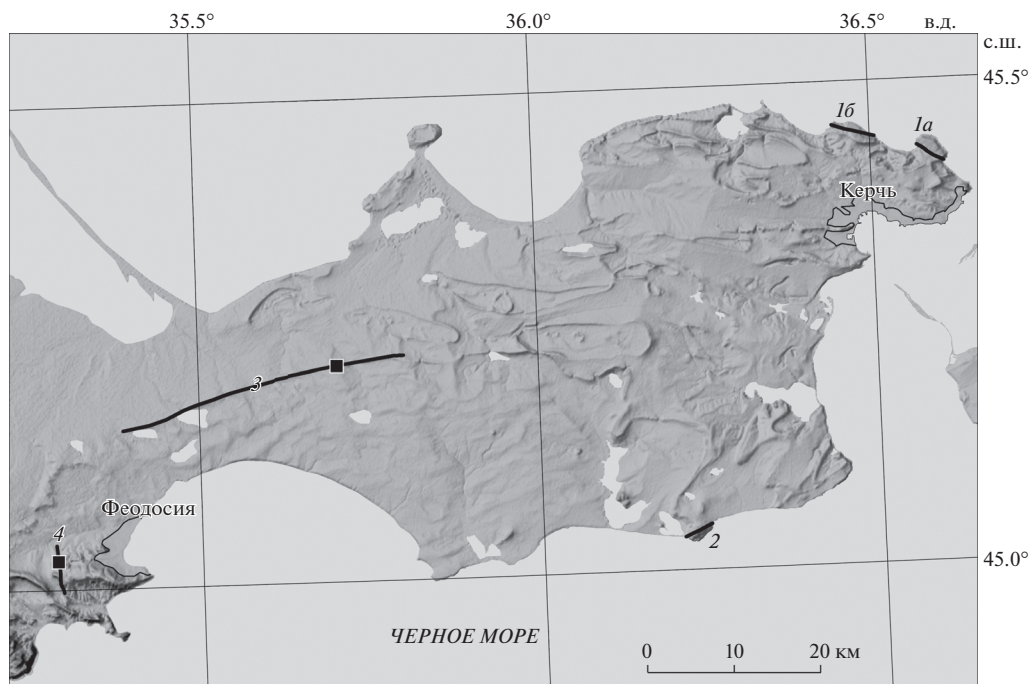 35.5° 36.0° 36.5° в.д.
с.ш.
45.5°
1б
1а
Керчь
3
Феодосия
4
2
45.0°
ЧЕРНОЕ МОРЕ
0 10 20 км